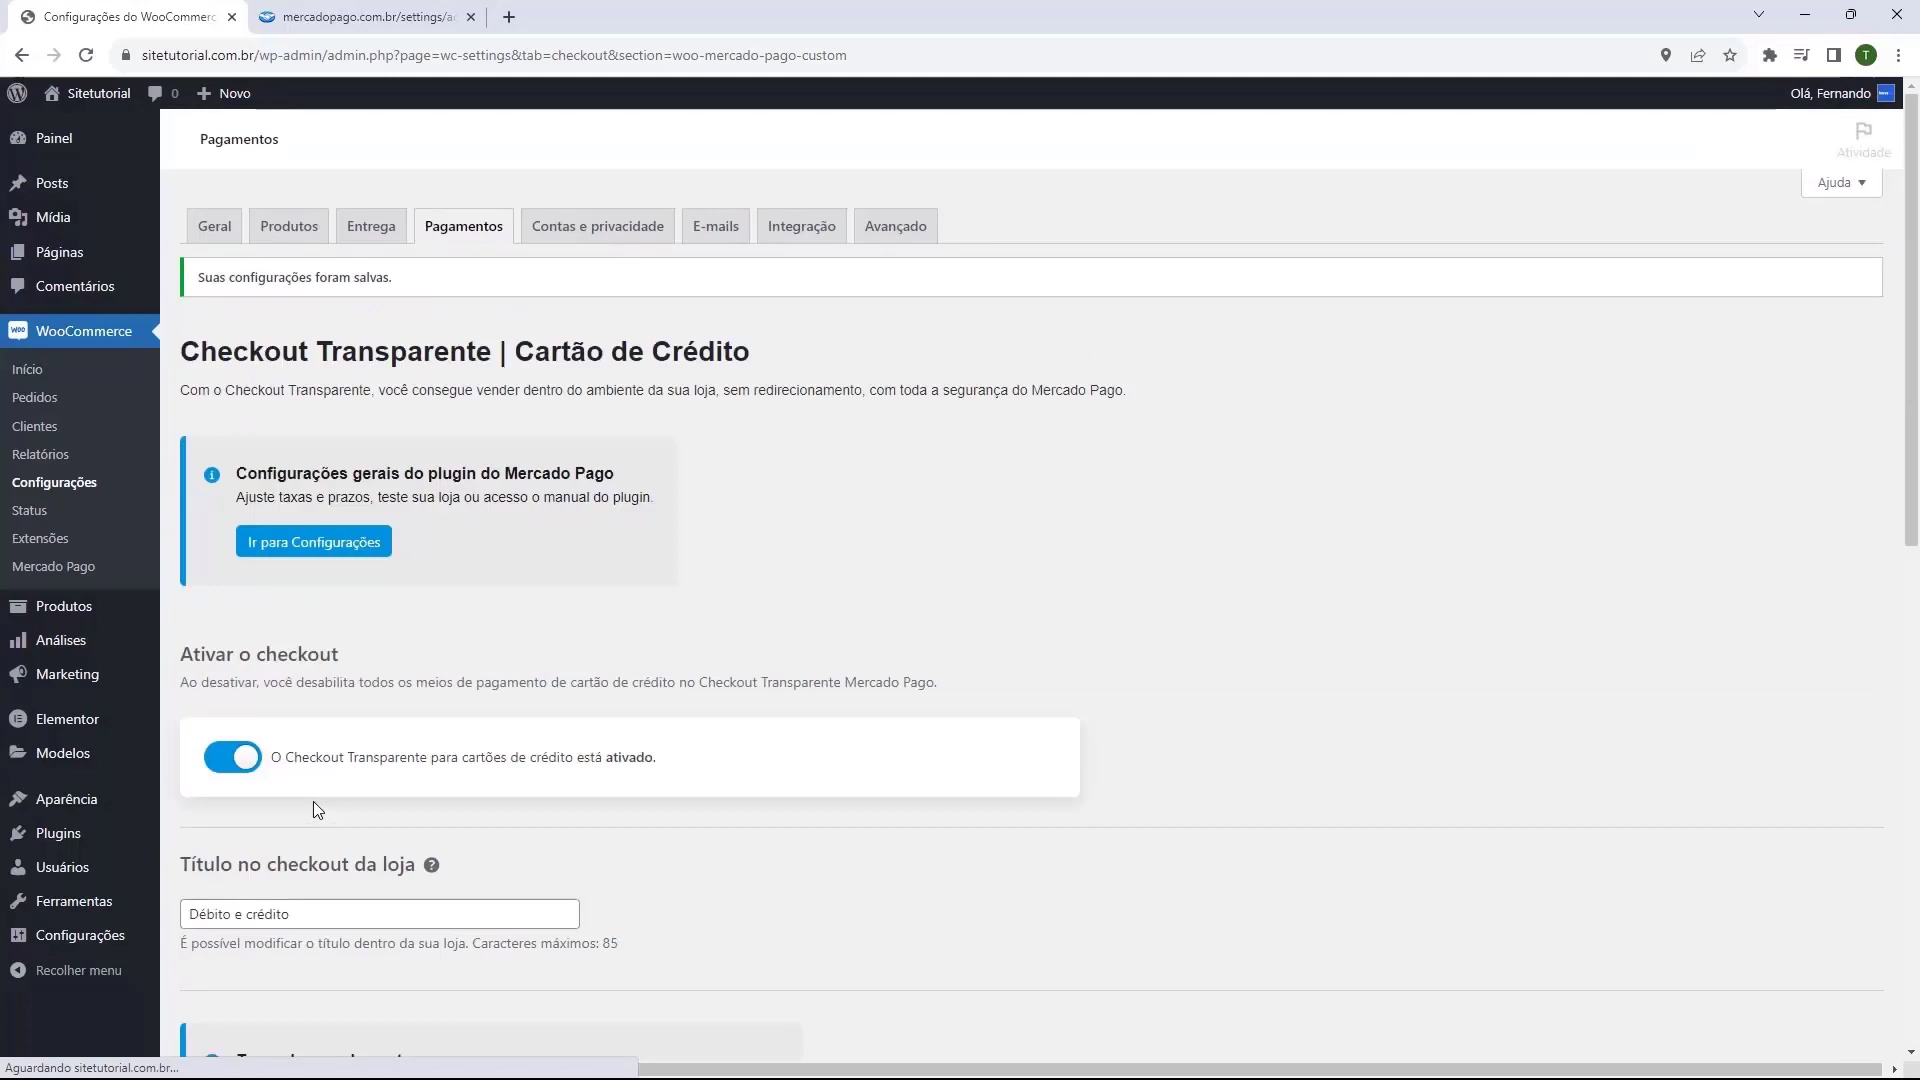 Configurações do WooCommerc
mercadopago.com.br/settings/ac
sitetutorial.com.br/wp-admin/admin.php?page=wc-settings&tab=checkout&section=woo-mercado-pago-custom
T
Sitetutorial
0
Novo
Olá, Fernando
Painel
Posts
Mídia
Páginas
Comentários
WooCommerce
Início
Pedidos
Clientes
Relatórios
Configurações
Status
Extensões
Mercado Pago
Produtos
Análises
Marketing
Elementor
Modelos
Aparência
Plugins
Usuários
Ferramentas
Configurações
Recolher menu
Pagamentos
Atividade
Ajuda
Geral
Produtos
Entrega
Pagamentos
Contas e privacidade
E-mails
Integração
Avançado
Suas configurações foram salvas.
Checkout Transparente | Cartão de Crédito
Com o Checkout Transparente, você consegue vender dentro do ambiente da sua loja, sem redirecionamento, com toda a segurança do Mercado Pago.
Configurações gerais do plugin do Mercado Pago
Ajuste taxas e prazos, teste sua loja ou acesso o manual do plugin.
Ir para Configurações
Ativar o checkout
Ao desativar, você desabilita todos os meios de pagamento de cartão de crédito no Checkout Transparente Mercado Pago.
O Checkout Transparente para cartões de crédito está ativado.
Título no checkout da loja
Débito e crédito
É possível modificar o título dentro da sua loja. Caracteres máximos: 85
Aguardando sitetutorial.com.br...